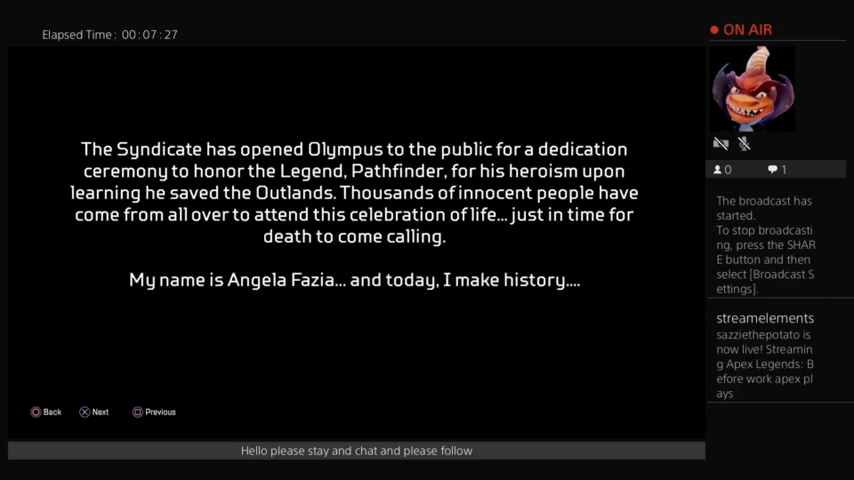 Elapsed Time: 00:07:27
ON AIR
The Syndicate has opened Olympus to the public for a dedication
ceremony to honor the Legend, Pathfinder, for his heroism upon
learning he saved the Outlands. Thousands of innocent people have
come from all over to attend this celebration of life... just in time for
death to come calling.
My name is Angela Fazia... and today, I make history....
Back
Next
Previous
Hello please stay and chat and please follow
0
1
The broadcast has
started.
To stop broadcasti
ng, press the SHAR
E button and then
select [Broadcast S
ettings].
streamelements
sazziethepotato is
now live! Streamin
g Apex Legends: B
efore work apex pl
ays